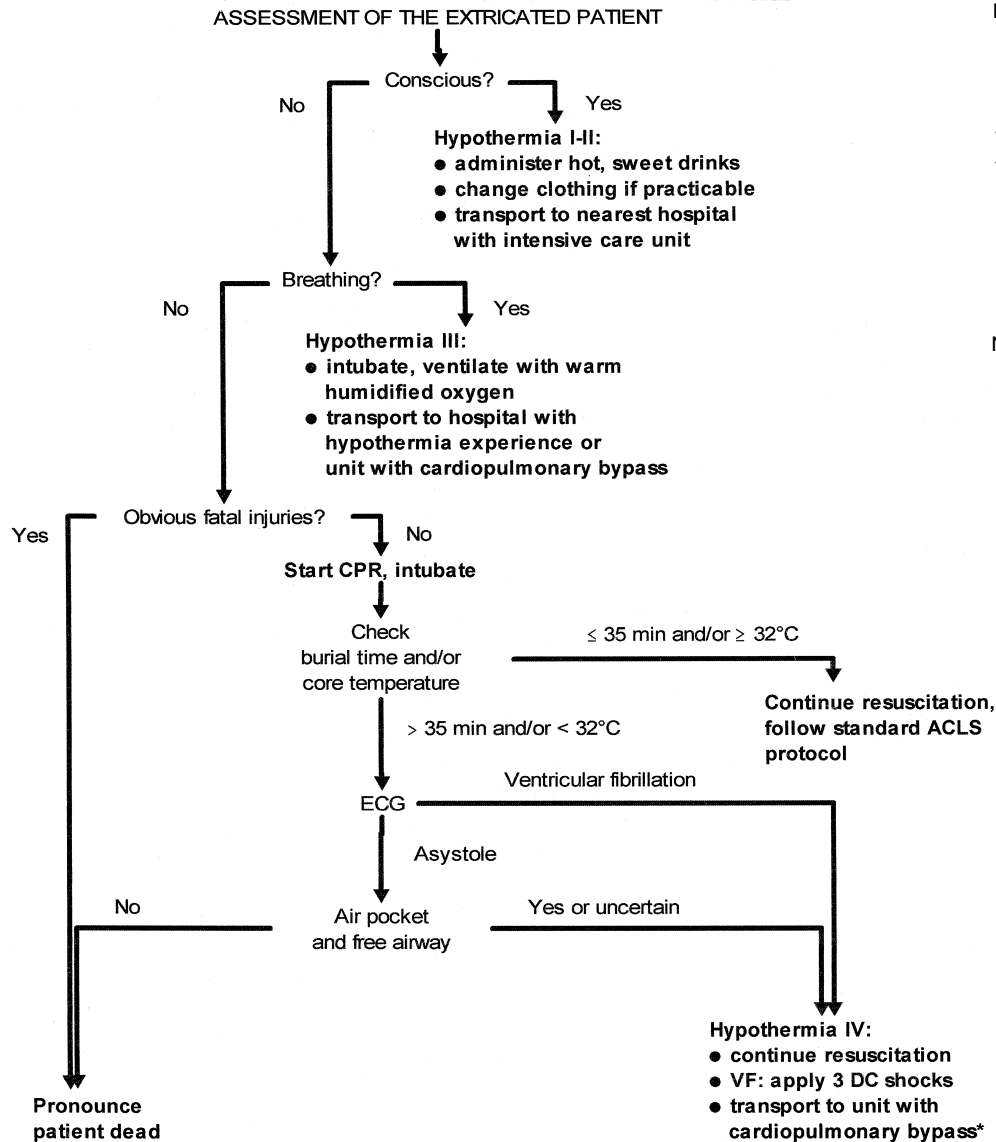 ASSESSMENT OF THE EXTRICATED PATIENT
Conscious?
No
Yes
Hypothermia I-II:
● administer hot, sweet drinks
● change clothing if practicable
● transport to nearest hospital
with intensive care unit
Breathing?
No
Yes
Hypothermia III:
● intubate, ventilate with warm
humidified oxygen
● transport to hospital with
hypothermia experience or
unit with cardiopulmonary bypass
Obvious fatal injuries?
Yes
No
Start CPR, intubate
Check
burial time and/or
core temperature
≤ 35 min and/or ≥ 32°C
Continue resuscitation,
follow standard ACLS
protocol
> 35 min and/or < 32°C
Ventricular fibrillation
ECG
Asystole
No
Air pocket
and free airway
Yes or uncertain
Hypothermia IV:
● continue resuscitation
● VF: apply 3 DC shocks
● transport to unit with
cardiopulmonary bypass*
Pronounce
patient dead